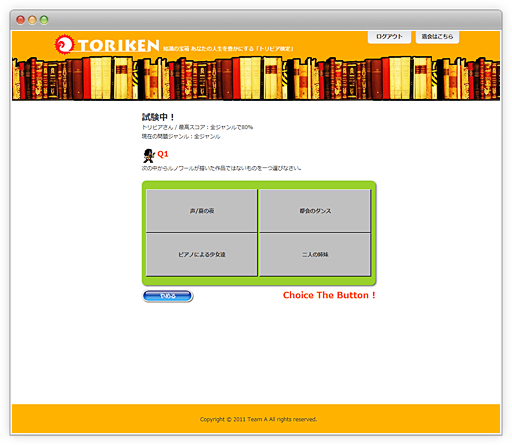 TORIKEN 知識の宝箱 あなたの人生を豊かにする「トリビア検定」
ログアウト
退会はこちら
試験中！
トリビアさん / 最高スコア：全ジャンルで80%
現在の問題ジャンル：全ジャンル
Q1
次の中からルノワールが描いた作品ではないものを一つ選びなさい。
声/夏の夜
都会のダンス
ピアノによる少女達
二人の姉妹
やめる
Choice The Button !
Copyright © 2011 Team A All rights reserved.